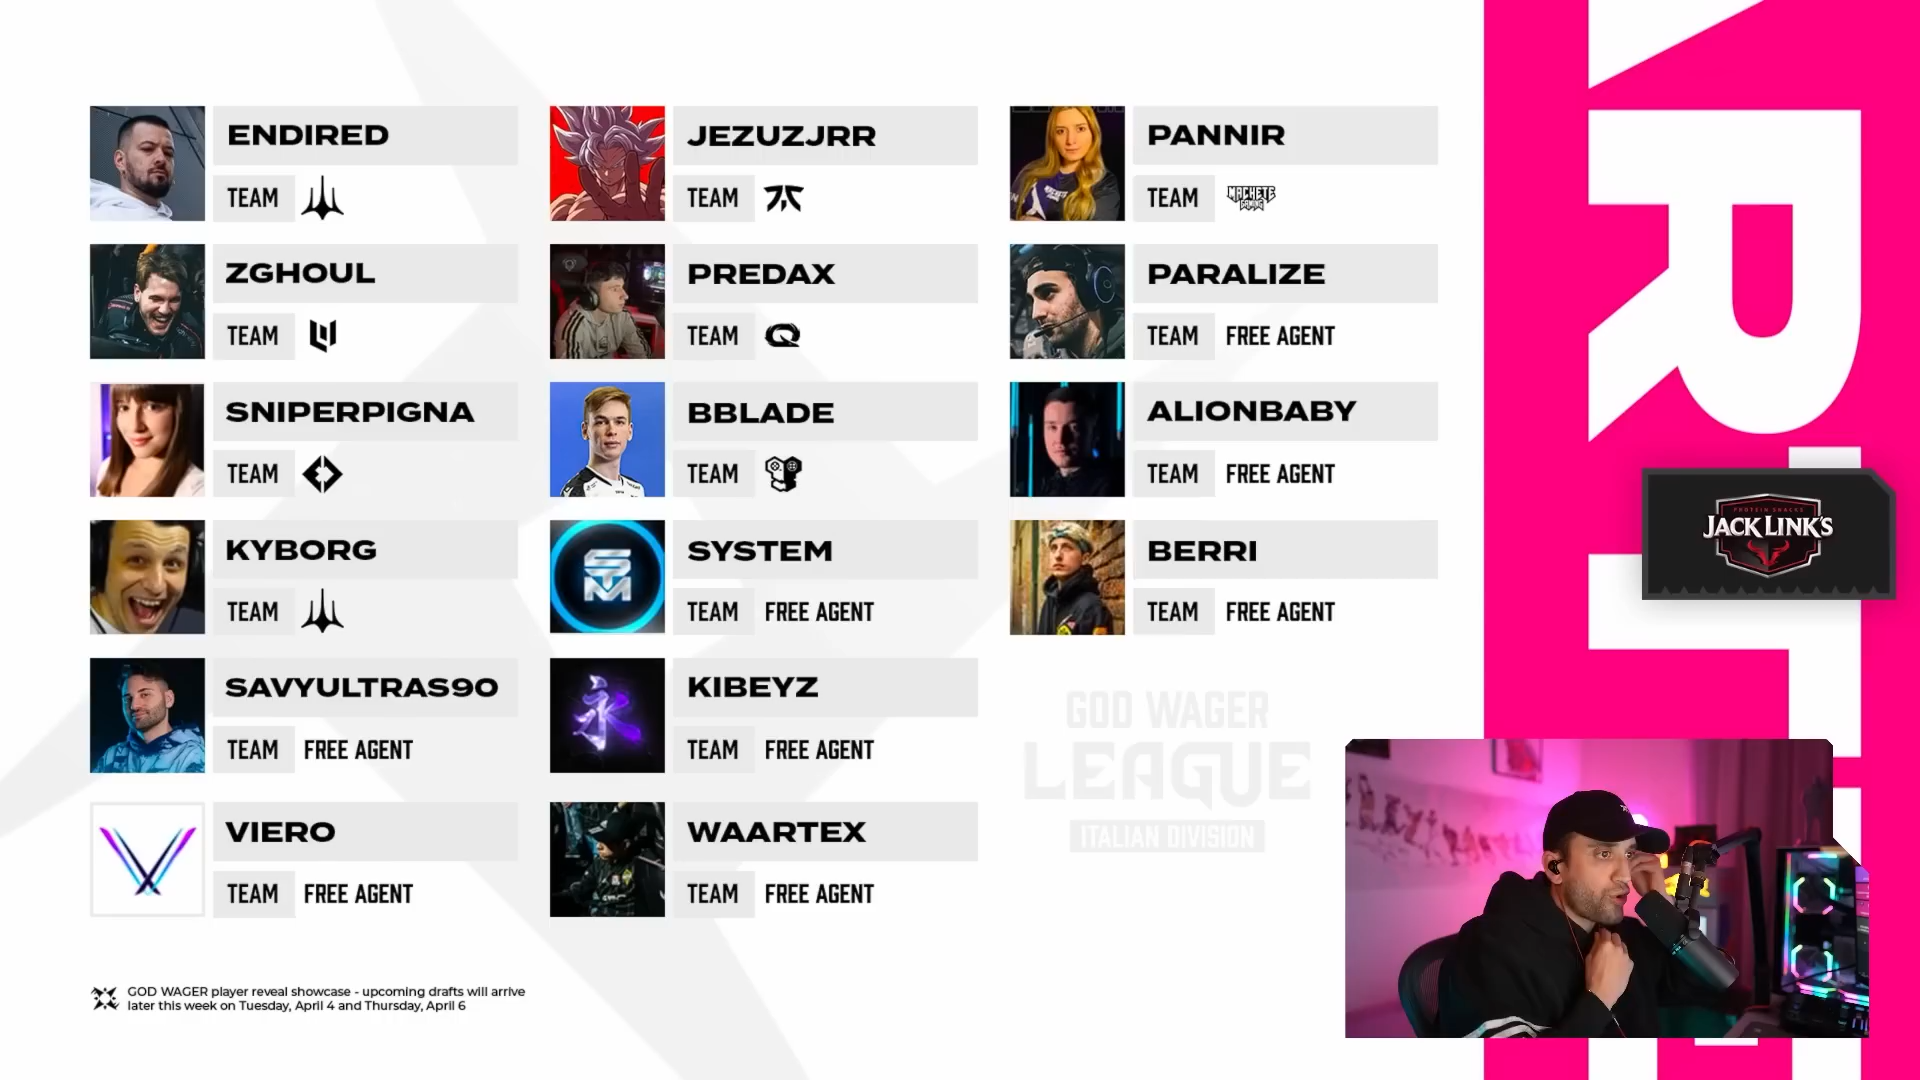 ENDIRED
TEAM
ZGHOUL
TEAM
SNIPERPIGNA
TEAM
KYBORG
TEAM
SAVYULTRAS90
TEAM FREE AGENT
VIERO
TEAM FREE AGENT
JEZUZJRR
TEAM
PREDAX
TEAM
BBLADE
TEAM
SYSTEM
TEAM FREE AGENT
KIBEYZ
TEAM FREE AGENT
WAARTEX
TEAM FREE AGENT
PANNIR
TEAM MACHETE
GAMING
PARALIZE
TEAM FREE AGENT
ALIONBABY
TEAM FREE AGENT
BERRI
TEAM FREE AGENT
GOD WAGER
LEAGUE
ITALIAN DIVISION
PROTEIN SNACKS
JACK LINK'S
GOD WAGER player reveal showcase - upcoming drafts will arrive
later this week on Tuesday, April 4 and Thursday, April 6